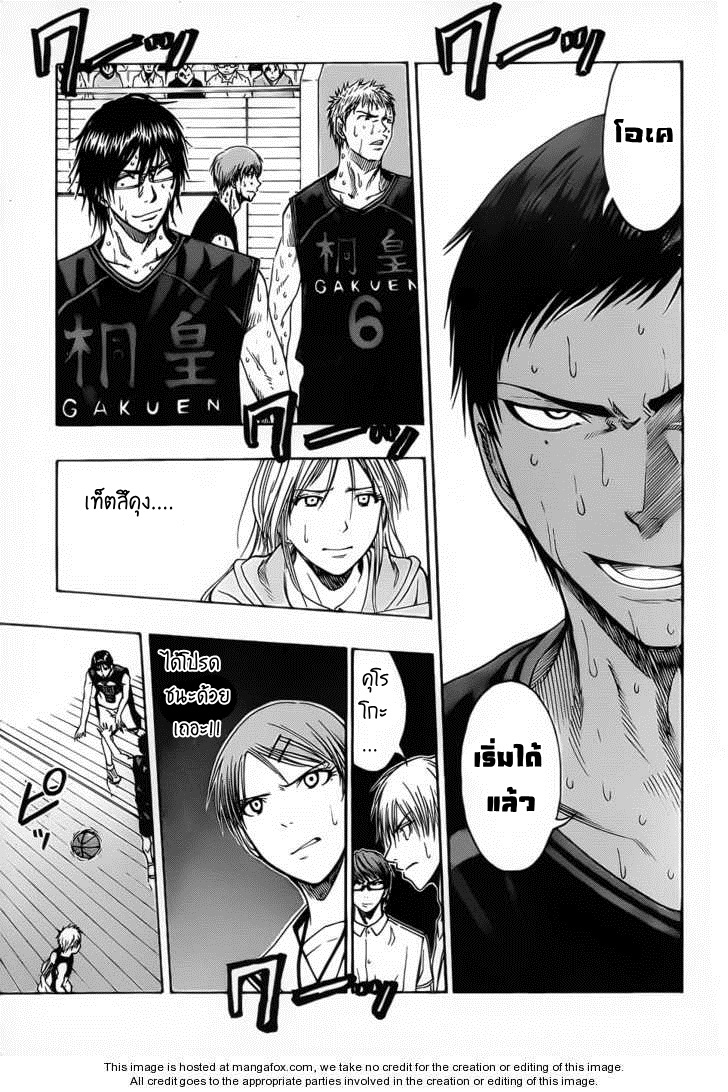 ワーッ
ワーッ
โอเค
桐皇
GAKUEN
6
桐皇
GAKUEN
เริ่มได้
แล้ว
ワーッ
เท็ตสึคุง....
คุโร
โกะ
...
ได้โปรด
ชนะด้วย
เถอะ!!
ピッ
ワーッ
This image is hosted at mangafox.com, we take no credit for the creation or editing of this image.
All credit goes to the appropriate parties involved in the creation or editing of this image.